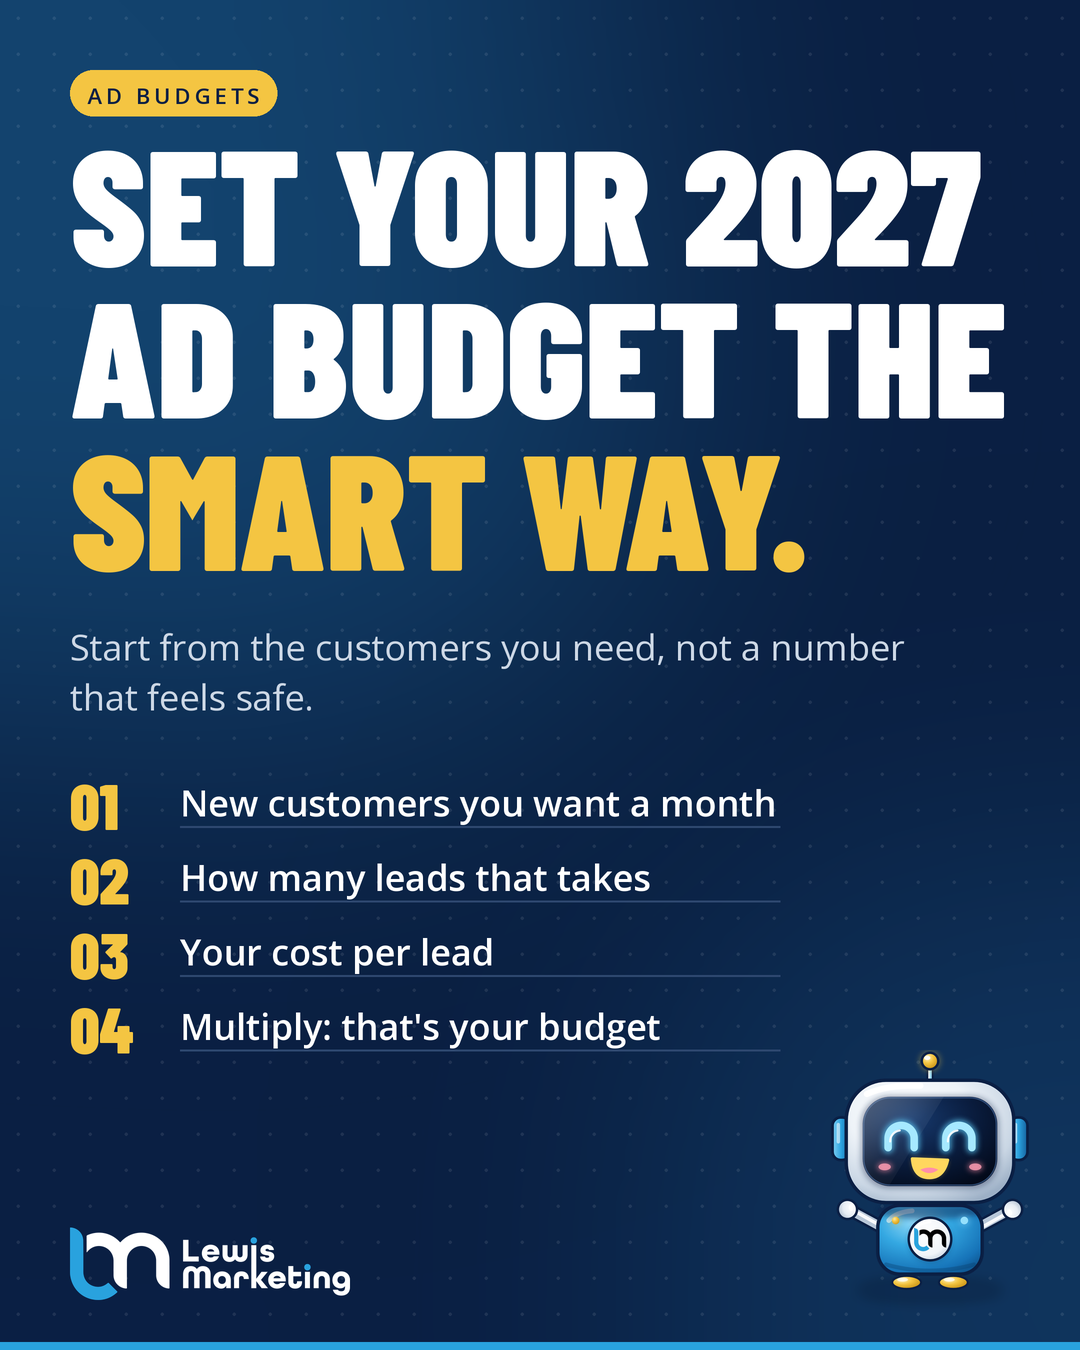 AD BUDGETS
SET YOUR 2027
AD BUDGET THE
SMART WAY.
Start from the customers you need, not a number
that feels safe.
01 New customers you want a month
02 How many leads that takes
03 Your cost per lead
04 Multiply: that's your budget
bm
lm Lewis
Marketing